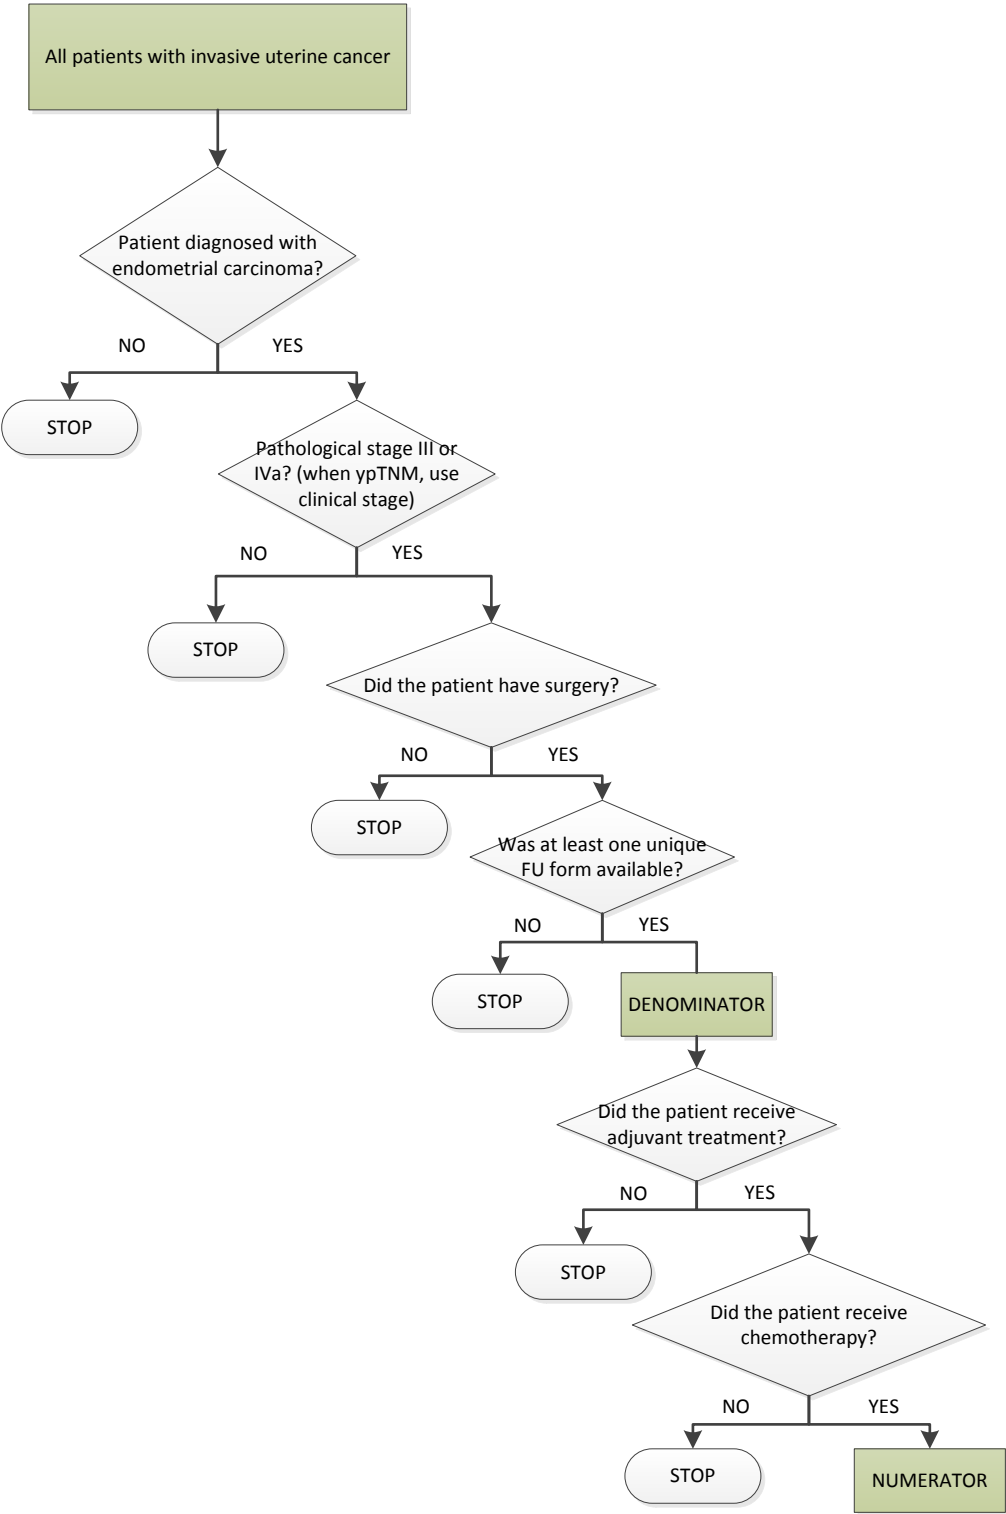 All patients with invasive uterine cancer
Patient diagnosed with
endometrial carcinoma?
NO
YES
STOP
Pathological stage III or
IVa? (when ypTNM, use
clinical stage)
NO
YES
STOP
Did the patient have surgery?
NO
YES
STOP
Was at least one unique
FU form available?
NO
YES
STOP
DENOMINATOR
Did the patient receive
adjuvant treatment?
NO
YES
STOP
Did the patient receive
chemotherapy?
NO
YES
STOP
NUMERATOR